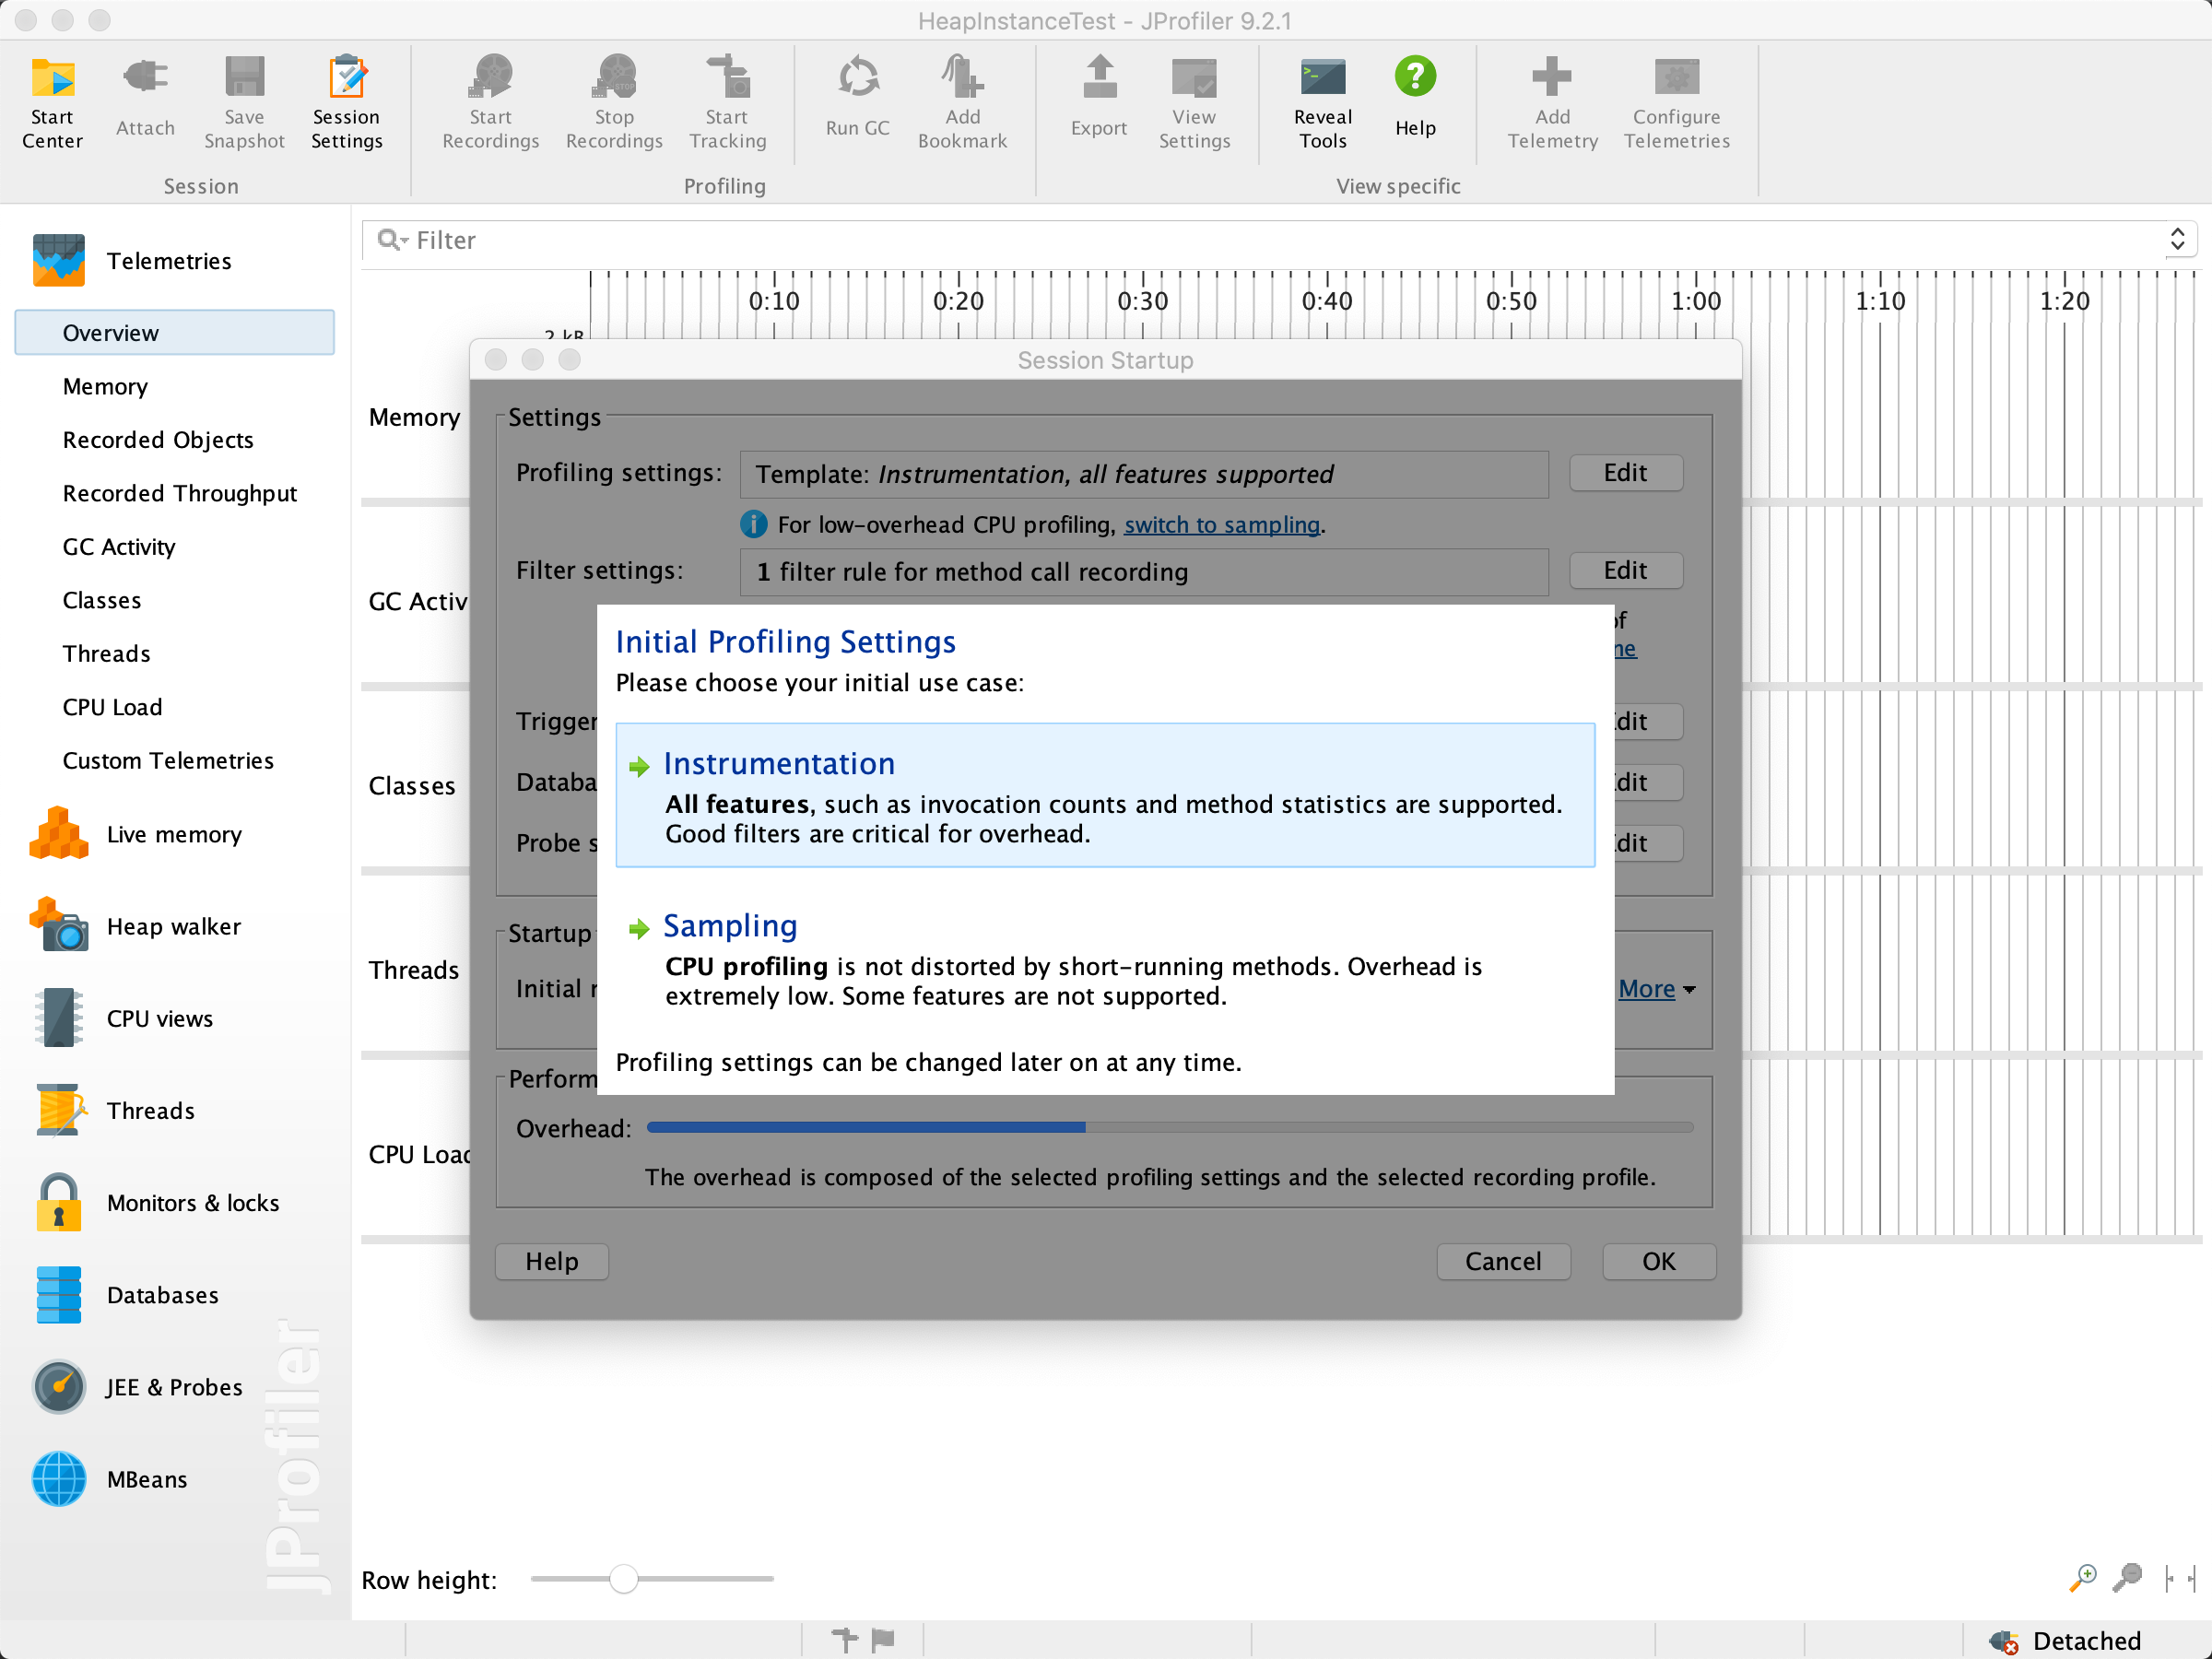 HeapInstanceTest - JProfiler 9.2.1
Start Center
Attach
Save Snapshot
Session Settings
Start Recordings
Stop Recordings
Start Tracking
Run GC
Add Bookmark
Export
View Settings
Reveal Tools
Help
Add Telemetry
Configure Telemetries
Session
Profiling
View specific
Telemetries
Overview
Memory
Recorded Objects
Recorded Throughput
GC Activity
Classes
Threads
CPU Load
Custom Telemetries
Live memory
Heap walker
CPU views
Threads
Monitors & locks
Databases
JEE & Probes
MBeans
JProfiler
Filter
0:10 0:20 0:30 0:40 0:50 1:00 1:10 1:20
2 kB
Memory
GC Activ
Classes
Threads
CPU Load
Session Startup
Settings
Profiling settings: Template: Instrumentation, all features supported Edit
For low-overhead CPU profiling, switch to sampling.
Filter settings: 1 filter rule for method call recording Edit
of
ne
Trigger
Edit
Databa
Edit
Probe s
Edit
Startup
Initial r
More
Perform
Initial Profiling Settings
Please choose your initial use case:
Instrumentation
All features, such as invocation counts and method statistics are supported.
Good filters are critical for overhead.
Sampling
CPU profiling is not distorted by short-running methods. Overhead is
extremely low. Some features are not supported.
Profiling settings can be changed later on at any time.
Overhead:
The overhead is composed of the selected profiling settings and the selected recording profile.
Help Cancel OK
Row height:
Detached